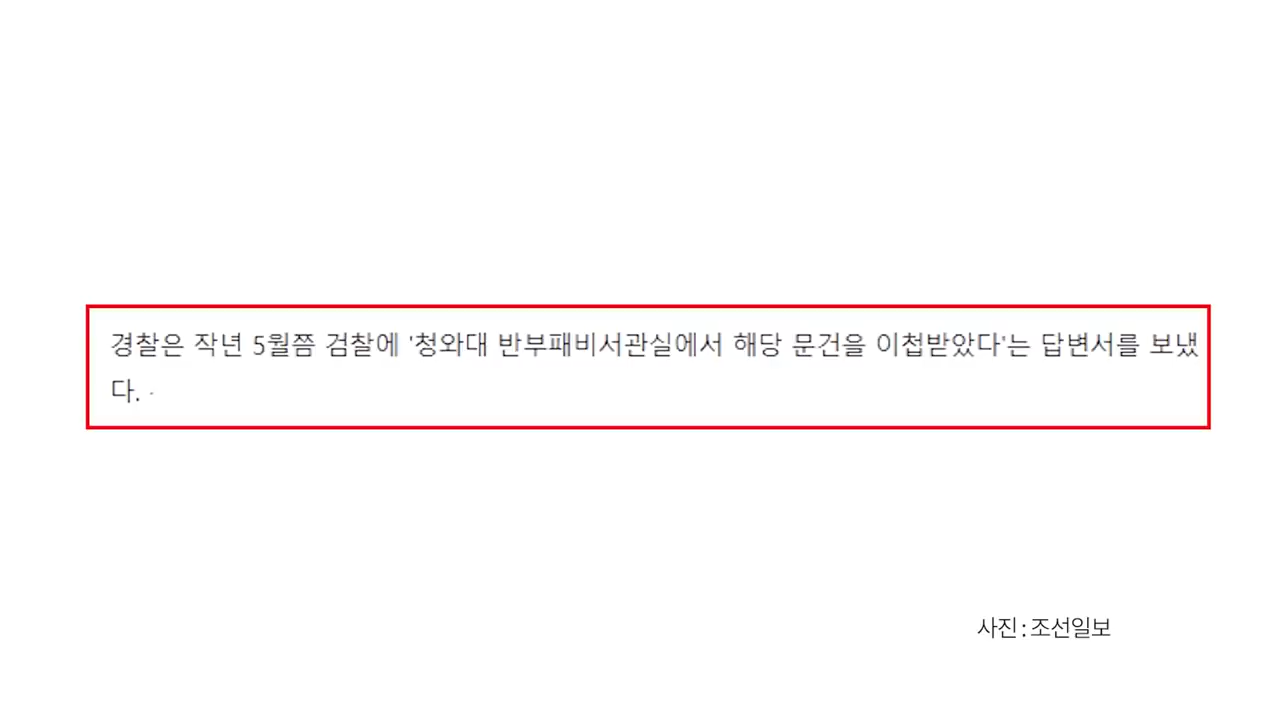 경찰은 작년 5월쯤 검찰에 '청와대 반부패비서관실에서 해당 문건을 이첩받았다'는 답변서를 보냈
다.
사진 : 조선일보